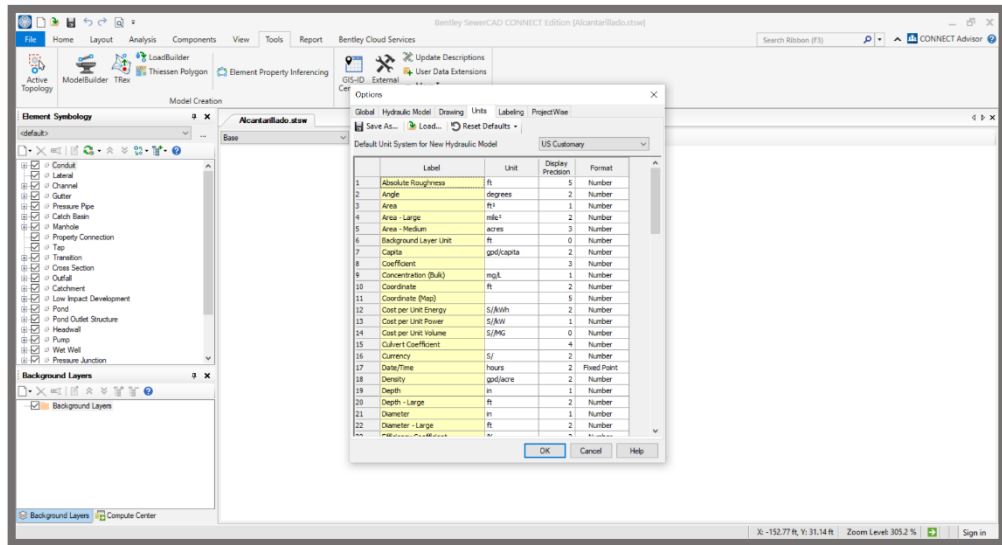 Bentley SewerCAD CONNECT Edition [Alcantarillado.stsw]
File Home Layout Analysis Components View Tools Report Bentley Cloud Services
Search Ribbon (F3) CONNECT Advisor
Active Topology
ModelBuilder TRex
LoadBuilder
Thiessen Polygon
Element Property Inferencing
GIS-ID
External
Update Descriptions
User Data Extensions
Model Creation
Element Symbology
<default>
Conduit
Lateral
Channel
Gutter
Pressure Pipe
Catch Basin
Manhole
Property Connection
Tap
Transition
Cross Section
Outfall
Catchment
Low Impact Development
Pond
Pond Outlet Structure
Headwall
Pump
Wet Well
Pressure Junction
Background Layers
Background Layers
Background Layers Compute Center
Alcantarillado.stsw
Base
Options
Global Hydraulic Model Drawing Units Labeling ProjectWise
Save As... Load... Reset Defaults
Default Unit System for New Hydraulic Model US Customary
Label Unit Display Precision Format
1 Absolute Roughness ft 5 Number
2 Angle degrees 2 Number
3 Area ft² 1 Number
4 Area - Large mile² 2 Number
5 Area - Medium acres 3 Number
6 Background Layer Unit ft 0 Number
7 Capita gpd/capita 2 Number
8 Coefficient 3 Number
9 Concentration (Bulk) mg/L 1 Number
10 Coordinate ft 2 Number
11 Coordinate (Map) 5 Number
12 Cost per Unit Energy S//kWh 2 Number
13 Cost per Unit Power S//kW 1 Number
14 Cost per Unit Volume S//MG 0 Number
15 Culvert Coefficient 4 Number
16 Currency S/ 2 Number
17 Date/Time hours 2 Fixed Point
18 Density gpd/acre 2 Number
19 Depth in 1 Number
20 Depth - Large ft 2 Number
21 Diameter in 1 Number
22 Diameter - Large ft 2 Number
OK Cancel Help
X: -152.77 ft, Y: 31.14 ft Zoom Level: 305.2 % Sign in